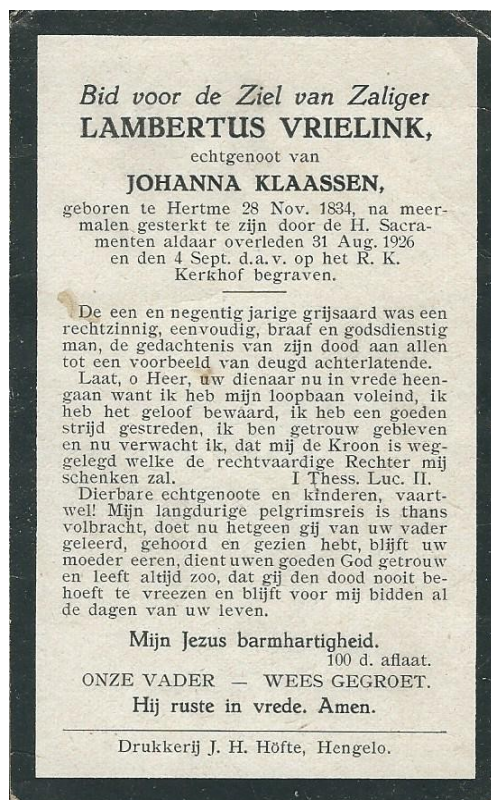 Bid voor de Ziel van Zaliger
LAMBERTUS VRIELINK,
echtgenoot van
JOHANNA KLAASSEN,
geboren te Hertme 28 Nov. 1834, na meer-
malen gesterkt te zijn door de H. Sacra-
menten aldaar overleden 31 Aug. 1926
en den 4 Sept. d.a.v. op het R. K.
Kerkhof begraven.
De een en negentig jarige grijsaard was een
rechtzinnig, eenvoudig, braaf en godsdienstig
man, de gedachtenis van zijn dood aan allen
tot een voorbeeld van deugd achterlatende.
Laat, o Heer, uw dienaar nu in vrede heen-
gaan want ik heb mijn loopbaan voleind, ik
heb het geloof bewaard, ik heb een goeden
strijd gestreden, ik ben getrouw gebleven
en nu verwacht ik, dat mij de Kroon is weg-
gelegd welke de rechtvaardige Rechter mij
schenken zal. I Thess. Luc. II.
Dierbare echtgenoote en kinderen, vaart-
wel! Mijn langdurige pelgrimsreis is thans
volbracht, doet nu hetgeen gij van uw vader
geleerd, gehoord en gezien hebt, blijft uw
moeder eeren, dient uwen goeden God getrouw
en leeft altijd zoo, dat gij den dood nooit be-
hoeft te vreezen en blijft voor mij bidden al
de dagen van uw leven.
Mijn Jezus barmhartigheid.
100 d. aflaat.
ONZE VADER — WEES GEGROET.
Hij ruste in vrede. Amen.
Drukkerij J. H. Höfte, Hengelo.